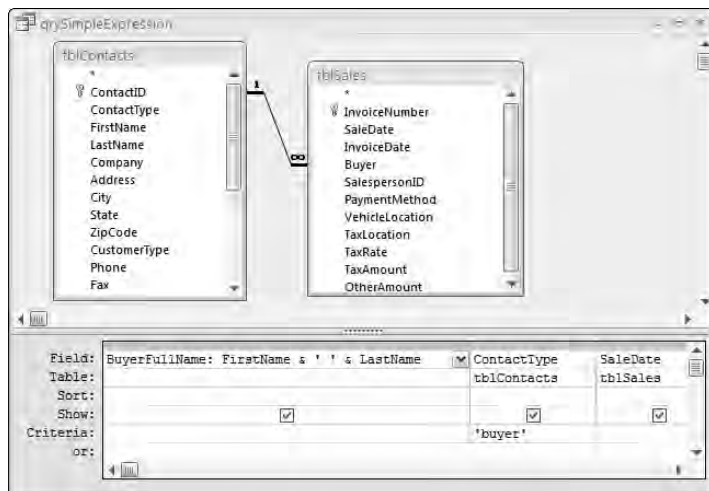 qrySimpleExpression
tblContacts
*
ContactID
ContactType
FirstName
LastName
Company
Address
City
State
ZipCode
CustomerType
Phone
Fax
1
∞
tblSales
*
InvoiceNumber
SaleDate
InvoiceDate
Buyer
SalespersonID
PaymentMethod
VehicleLocation
TaxLocation
TaxRate
TaxAmount
OtherAmount
Field: BuyerFullName: FirstName & ' ' & LastName ContactType SaleDate
Table: tblContacts tblSales
Sort:
Show:
Criteria: 'buyer'
or: